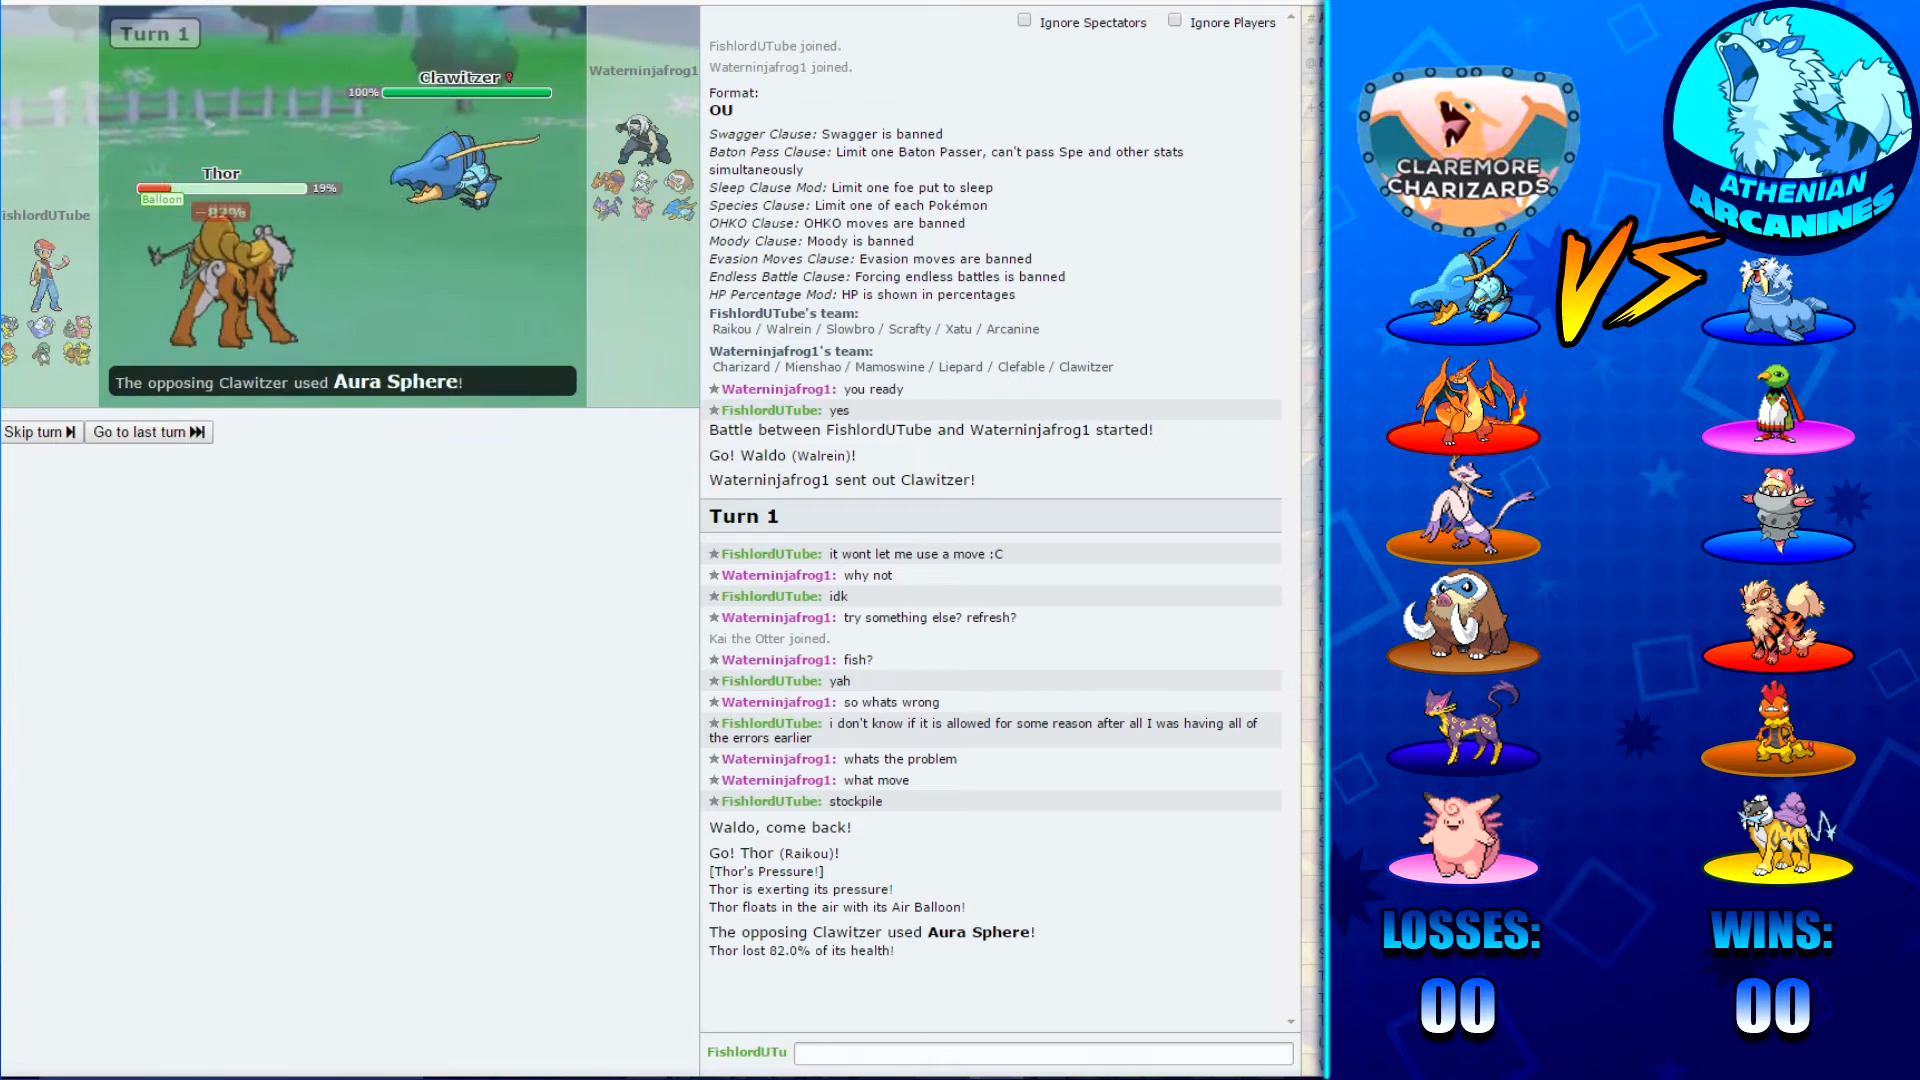 Turn 1
Clawitzer
100%
Thor
19%
Balloon
−82%
ishlordUTube
Waterninjafrog1
The opposing Clawitzer used Aura Sphere!
Skip turn
Go to last turn
Ignore Spectators
Ignore Players
FishlordUTube joined.
Waterninjafrog1 joined.
Format:
OU
Swagger Clause: Swagger is banned
Baton Pass Clause: Limit one Baton Passer, can't pass Spe and other stats
simultaneously
Sleep Clause Mod: Limit one foe put to sleep
Species Clause: Limit one of each Pokémon
OHKO Clause: OHKO moves are banned
Moody Clause: Moody is banned
Evasion Moves Clause: Evasion moves are banned
Endless Battle Clause: Forcing endless battles is banned
HP Percentage Mod: HP is shown in percentages
FishlordUTube's team:
Raikou / Walrein / Slowbro / Scrafty / Xatu / Arcanine
Waterninjafrog1's team:
Charizard / Mienshao / Mamoswine / Liepard / Clefable / Clawitzer
★Waterninjafrog1: you ready
★FishlordUTube: yes
Battle between FishlordUTube and Waterninjafrog1 started!
Go! Waldo (Walrein)!
Waterninjafrog1 sent out Clawitzer!
Turn 1
★FishlordUTube: it wont let me use a move :C
★Waterninjafrog1: why not
★FishlordUTube: idk
★Waterninjafrog1: try something else? refresh?
Kai the Otter joined.
★Waterninjafrog1: fish?
★FishlordUTube: yah
★Waterninjafrog1: so whats wrong
★FishlordUTube: i don't know if it is allowed for some reason after all I was having all of
the errors earlier
★Waterninjafrog1: whats the problem
★Waterninjafrog1: what move
★FishlordUTube: stockpile
Waldo, come back!
Go! Thor (Raikou)!
[Thor's Pressure!]
Thor is exerting its pressure!
Thor floats in the air with its Air Balloon!
The opposing Clawitzer used Aura Sphere!
Thor lost 82.0% of its health!
FishlordUTu
CLAREMORE
CHARIZARDS
VS
ATHENIAN
ARCANINES
LOSSES:
00
WINS:
00